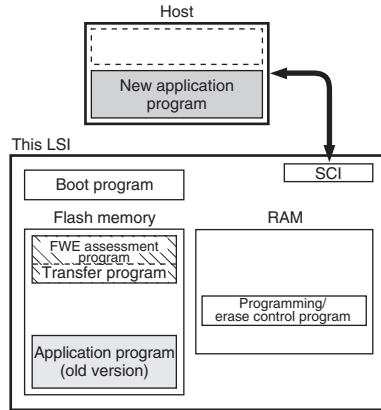 Host
New application
program
This LSI
SCI
Boot program
Flash memory
RAM
FWE assessment
program
Transfer program
Programming/
erase control program
Application program
(old version)